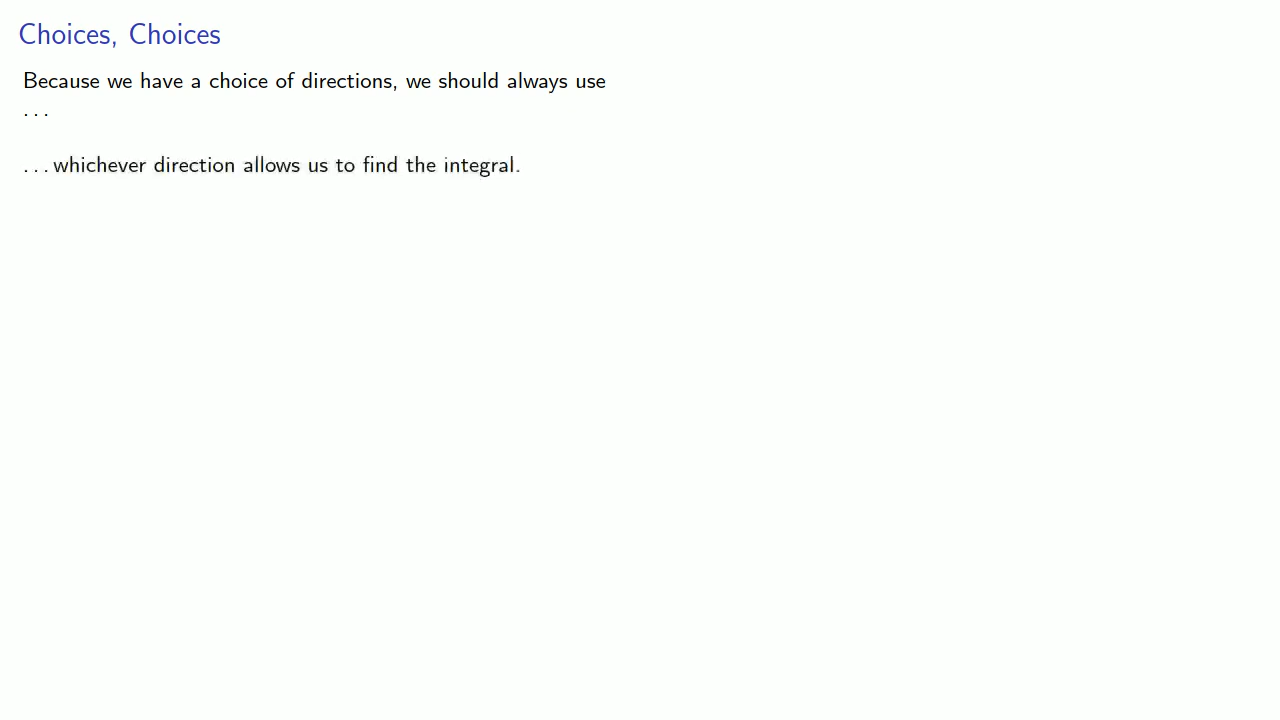 Choices, Choices
Because we have a choice of directions, we should always use
...
...whichever direction allows us to find the integral.